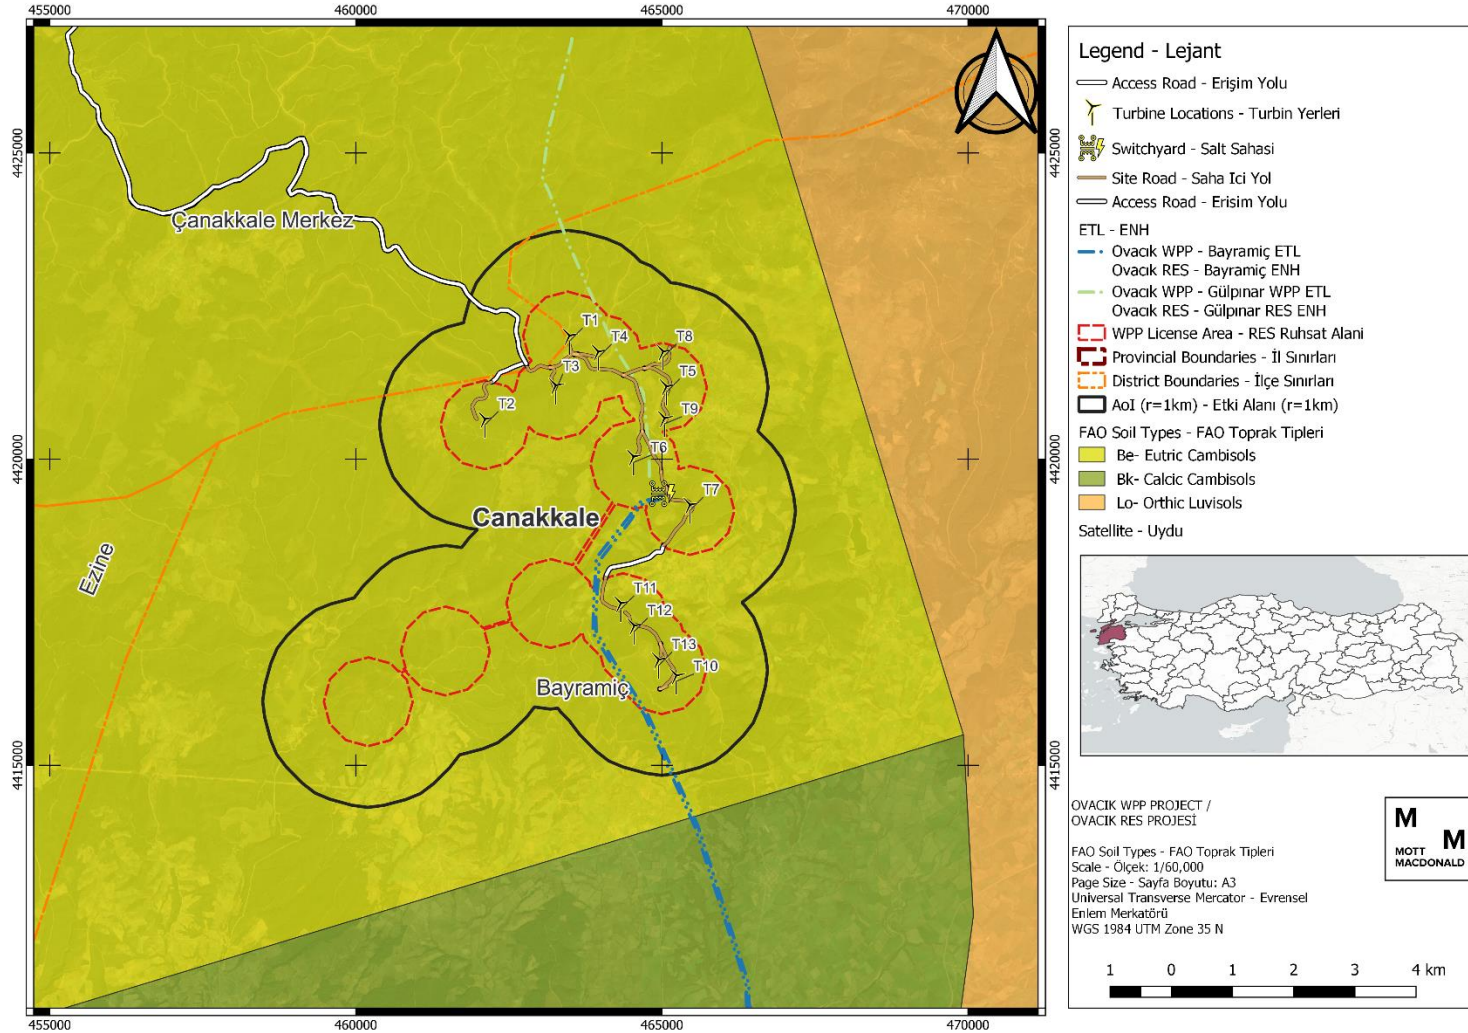 455000
460000
465000
470000
4425000
4425000
Çanakkale Merkez
T1
T4
T8
T3
T5
T2
T9
4420000
4420000
T6
T7
Canakkale
Ezine
T11
T12
T13
T10
Bayramiç
4415000
4415000
455000
460000
465000
470000
Legend - Lejant
Access Road - Erişim Yolu
Turbine Locations - Turbin Yerleri
Switchyard - Salt Sahasi
Site Road - Saha Ici Yol
Access Road - Erisim Yolu
ETL - ENH
Ovacık WPP - Bayramiç ETL
Ovacık RES - Bayramiç ENH
Ovacık WPP - Gülpınar WPP ETL
Ovacık RES - Gülpınar RES ENH
WPP License Area - RES Ruhsat Alani
Provincial Boundaries - İl Sınırları
District Boundaries - İlçe Sınırları
AoI (r=1km) - Etki Alanı (r=1km)
FAO Soil Types - FAO Toprak Tipleri
Be- Eutric Cambisols
Bk- Calcic Cambisols
Lo- Orthic Luvisols
Satellite - Uydu
OVACIK WPP PROJECT /
OVACIK RES PROJESİ
FAO Soil Types - FAO Toprak Tipleri
Scale - Ölçek: 1/60,000
Page Size - Sayfa Boyutu: A3
Universal Transverse Mercator - Evrensel
Enlem Merkatörü
WGS 1984 UTM Zone 35 N
M
M
MOTT
MACDONALD
1 0 1 2 3 4 km